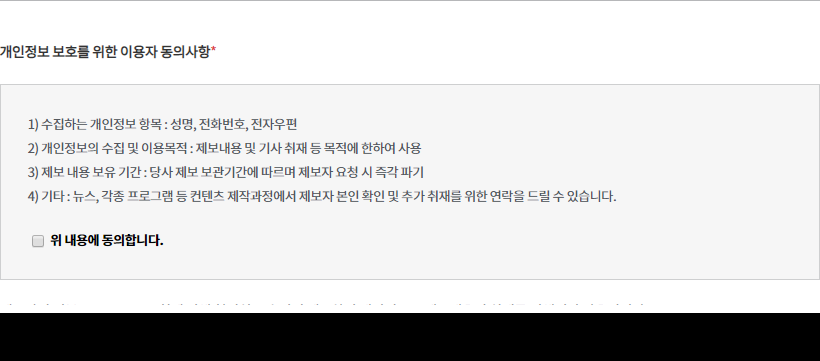 개인정보 보호를 위한 이용자 동의사항*
1) 수집하는 개인정보 항목 : 성명, 전화번호, 전자우편
2) 개인정보의 수집 및 이용목적 : 제보내용 및 기사 취재 등 목적에 한하여 사용
3) 제보 내용 보유 기간 : 당사 제보 보관기간에 따르며 제보자 요청 시 즉각 파기
4) 기타 : 뉴스, 각종 프로그램 등 컨텐츠 제작과정에서 제보자 본인 확인 및 추가 취재를 위한 연락을 드릴 수 있습니다.
위 내용에 동의합니다.